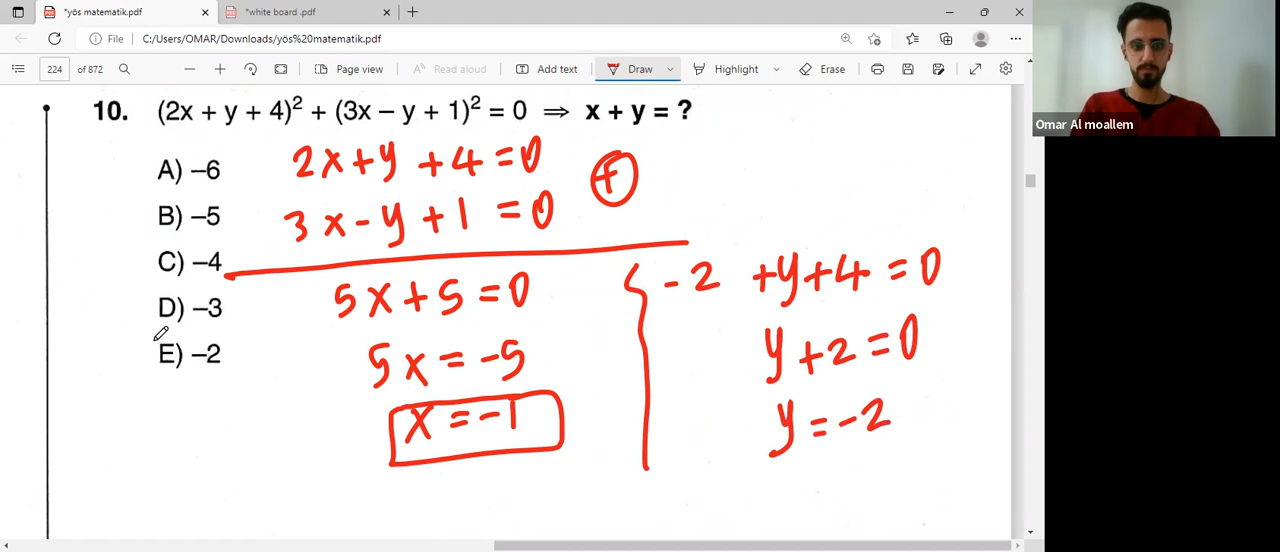 *yös matematik.pdf
*white board .pdf
File C:/Users/OMAR/Downloads/yös%20matematik.pdf
224 of 872 Page view Read aloud Add text Draw Highlight Erase
Omar Al moallem
10. (2x + y + 4)² + (3x – y + 1)² = 0 ⇒ x + y = ?
A) –6
B) –5
C) –4
D) –3
E) –2
2x + y + 4 = 0
3x - y + 1 = 0
+
5x + 5 = 0
5x = -5
x = -1
-2 + y + 4 = 0
y + 2 = 0
y = -2